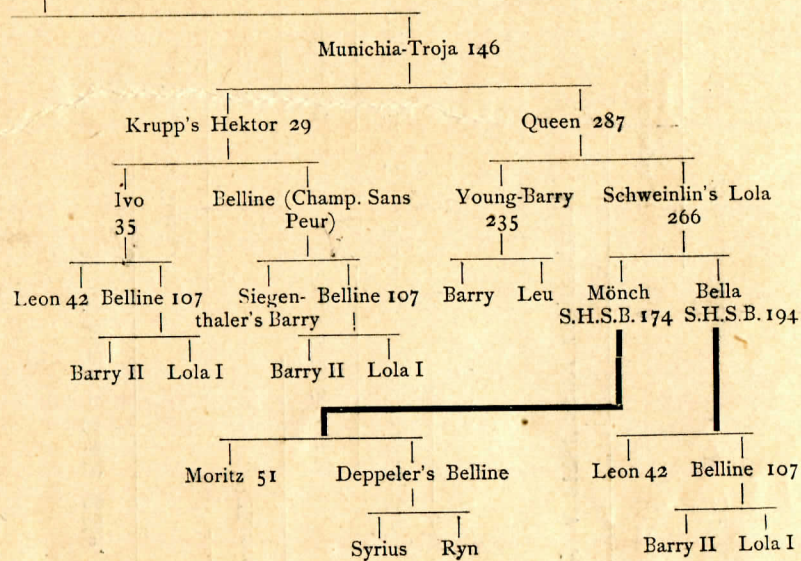 Munichia-Troja 146
Krupp's Hektor 29 Queen 287
Ivo Belline (Champ. Sans Young-Barry Schweinlin's Lola
35 Peur) 235 266
Leon 42 Belline 107 Siegen- Belline 107 Barry Leu Mönch Bella
thaler's Barry S.H.S.B. 174 S.H.S.B. 194
Barry II Lola I Barry II Lola I
Moritz 51 Deppeler's Belline Leon 42 Belline 107
Syrius Ryn Barry II Lola I